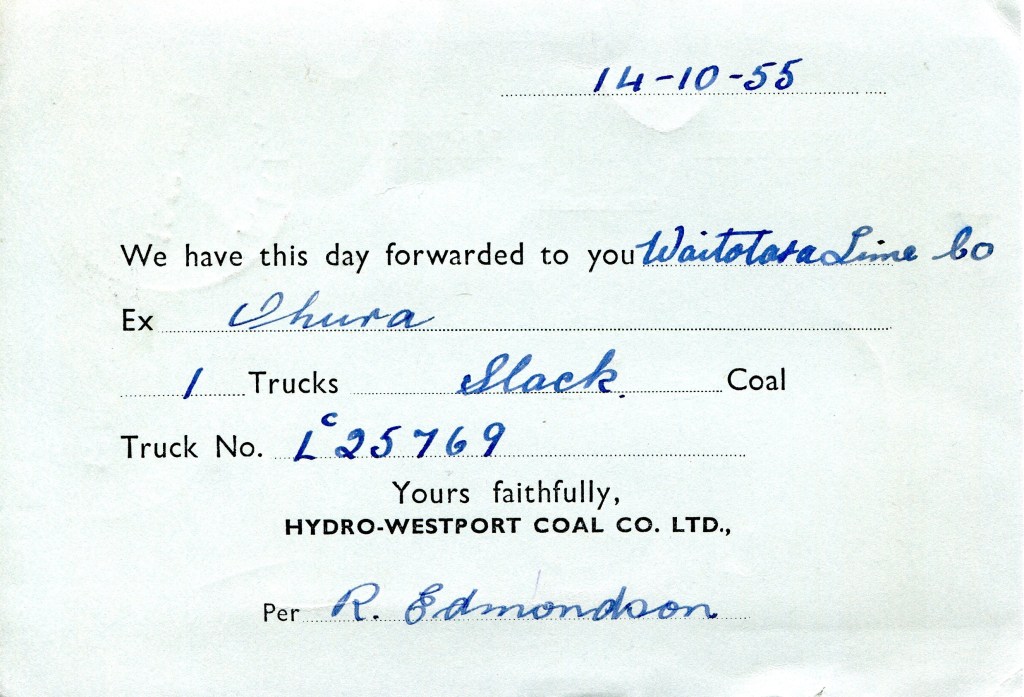 14-10-55
We have this day forwarded to you Waitotara Lime Co
Ex Ohura
1 Trucks Slack. Coal
Truck No. Lc 25769
Yours faithfully,
HYDRO-WESTPORT COAL CO. LTD.,
Per R. Edmondson